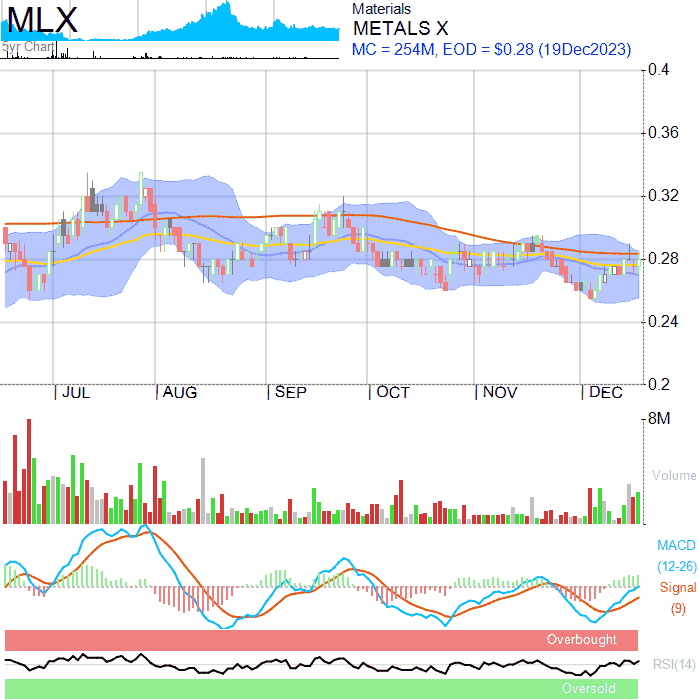 MLX
5yr Chart
Materials
METALS X
MC = 254M, EOD = $0.28 (19Dec2023)
0.4
0.36
0.32
0.28
0.24
0.2
JUL AUG SEP OCT NOV DEC
8M
Volume
MACD
(12-26)
Signal
(9)
Overbought
RSI(14)
Oversold